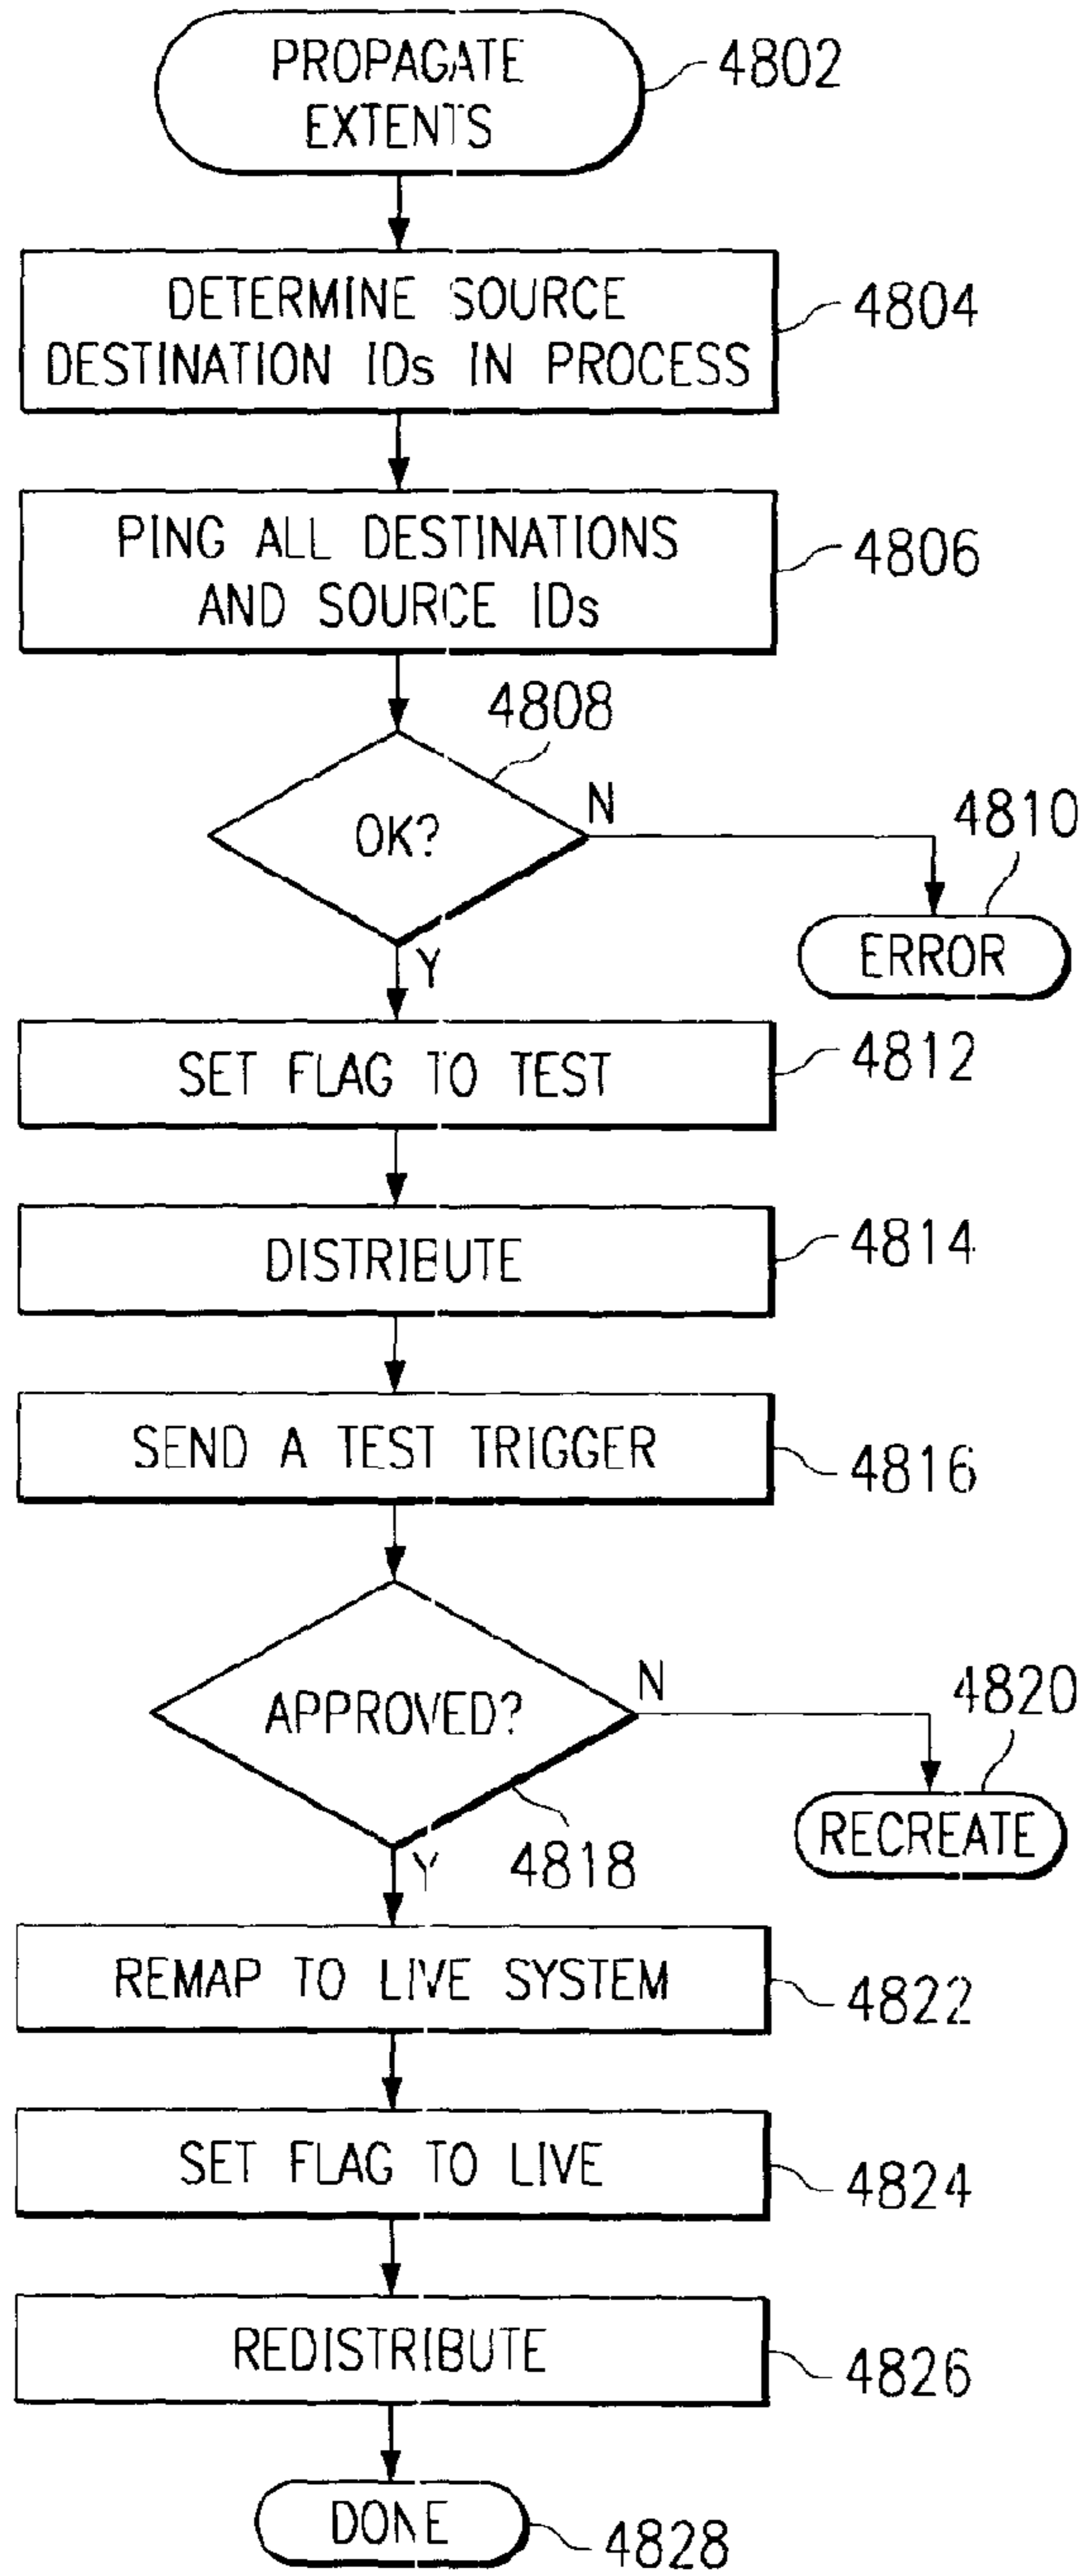 PROPAGATE
EXTENTS
4802
DETERMINE SOURCE
DESTINATION IDs IN PROCESS
4804
PING ALL DESTINATIONS
AND SOURCE IDs
4806
4808
OK?
N
4810
ERROR
Y
SET FLAG TO TEST
4812
DISTRIBUTE
4814
SEND A TEST TRIGGER
4816
APPROVED?
N
4820
RECREATE
Y
4818
REMAP TO LIVE SYSTEM
4822
SET FLAG TO LIVE
4824
REDISTRIBUTE
4826
DONE
4828